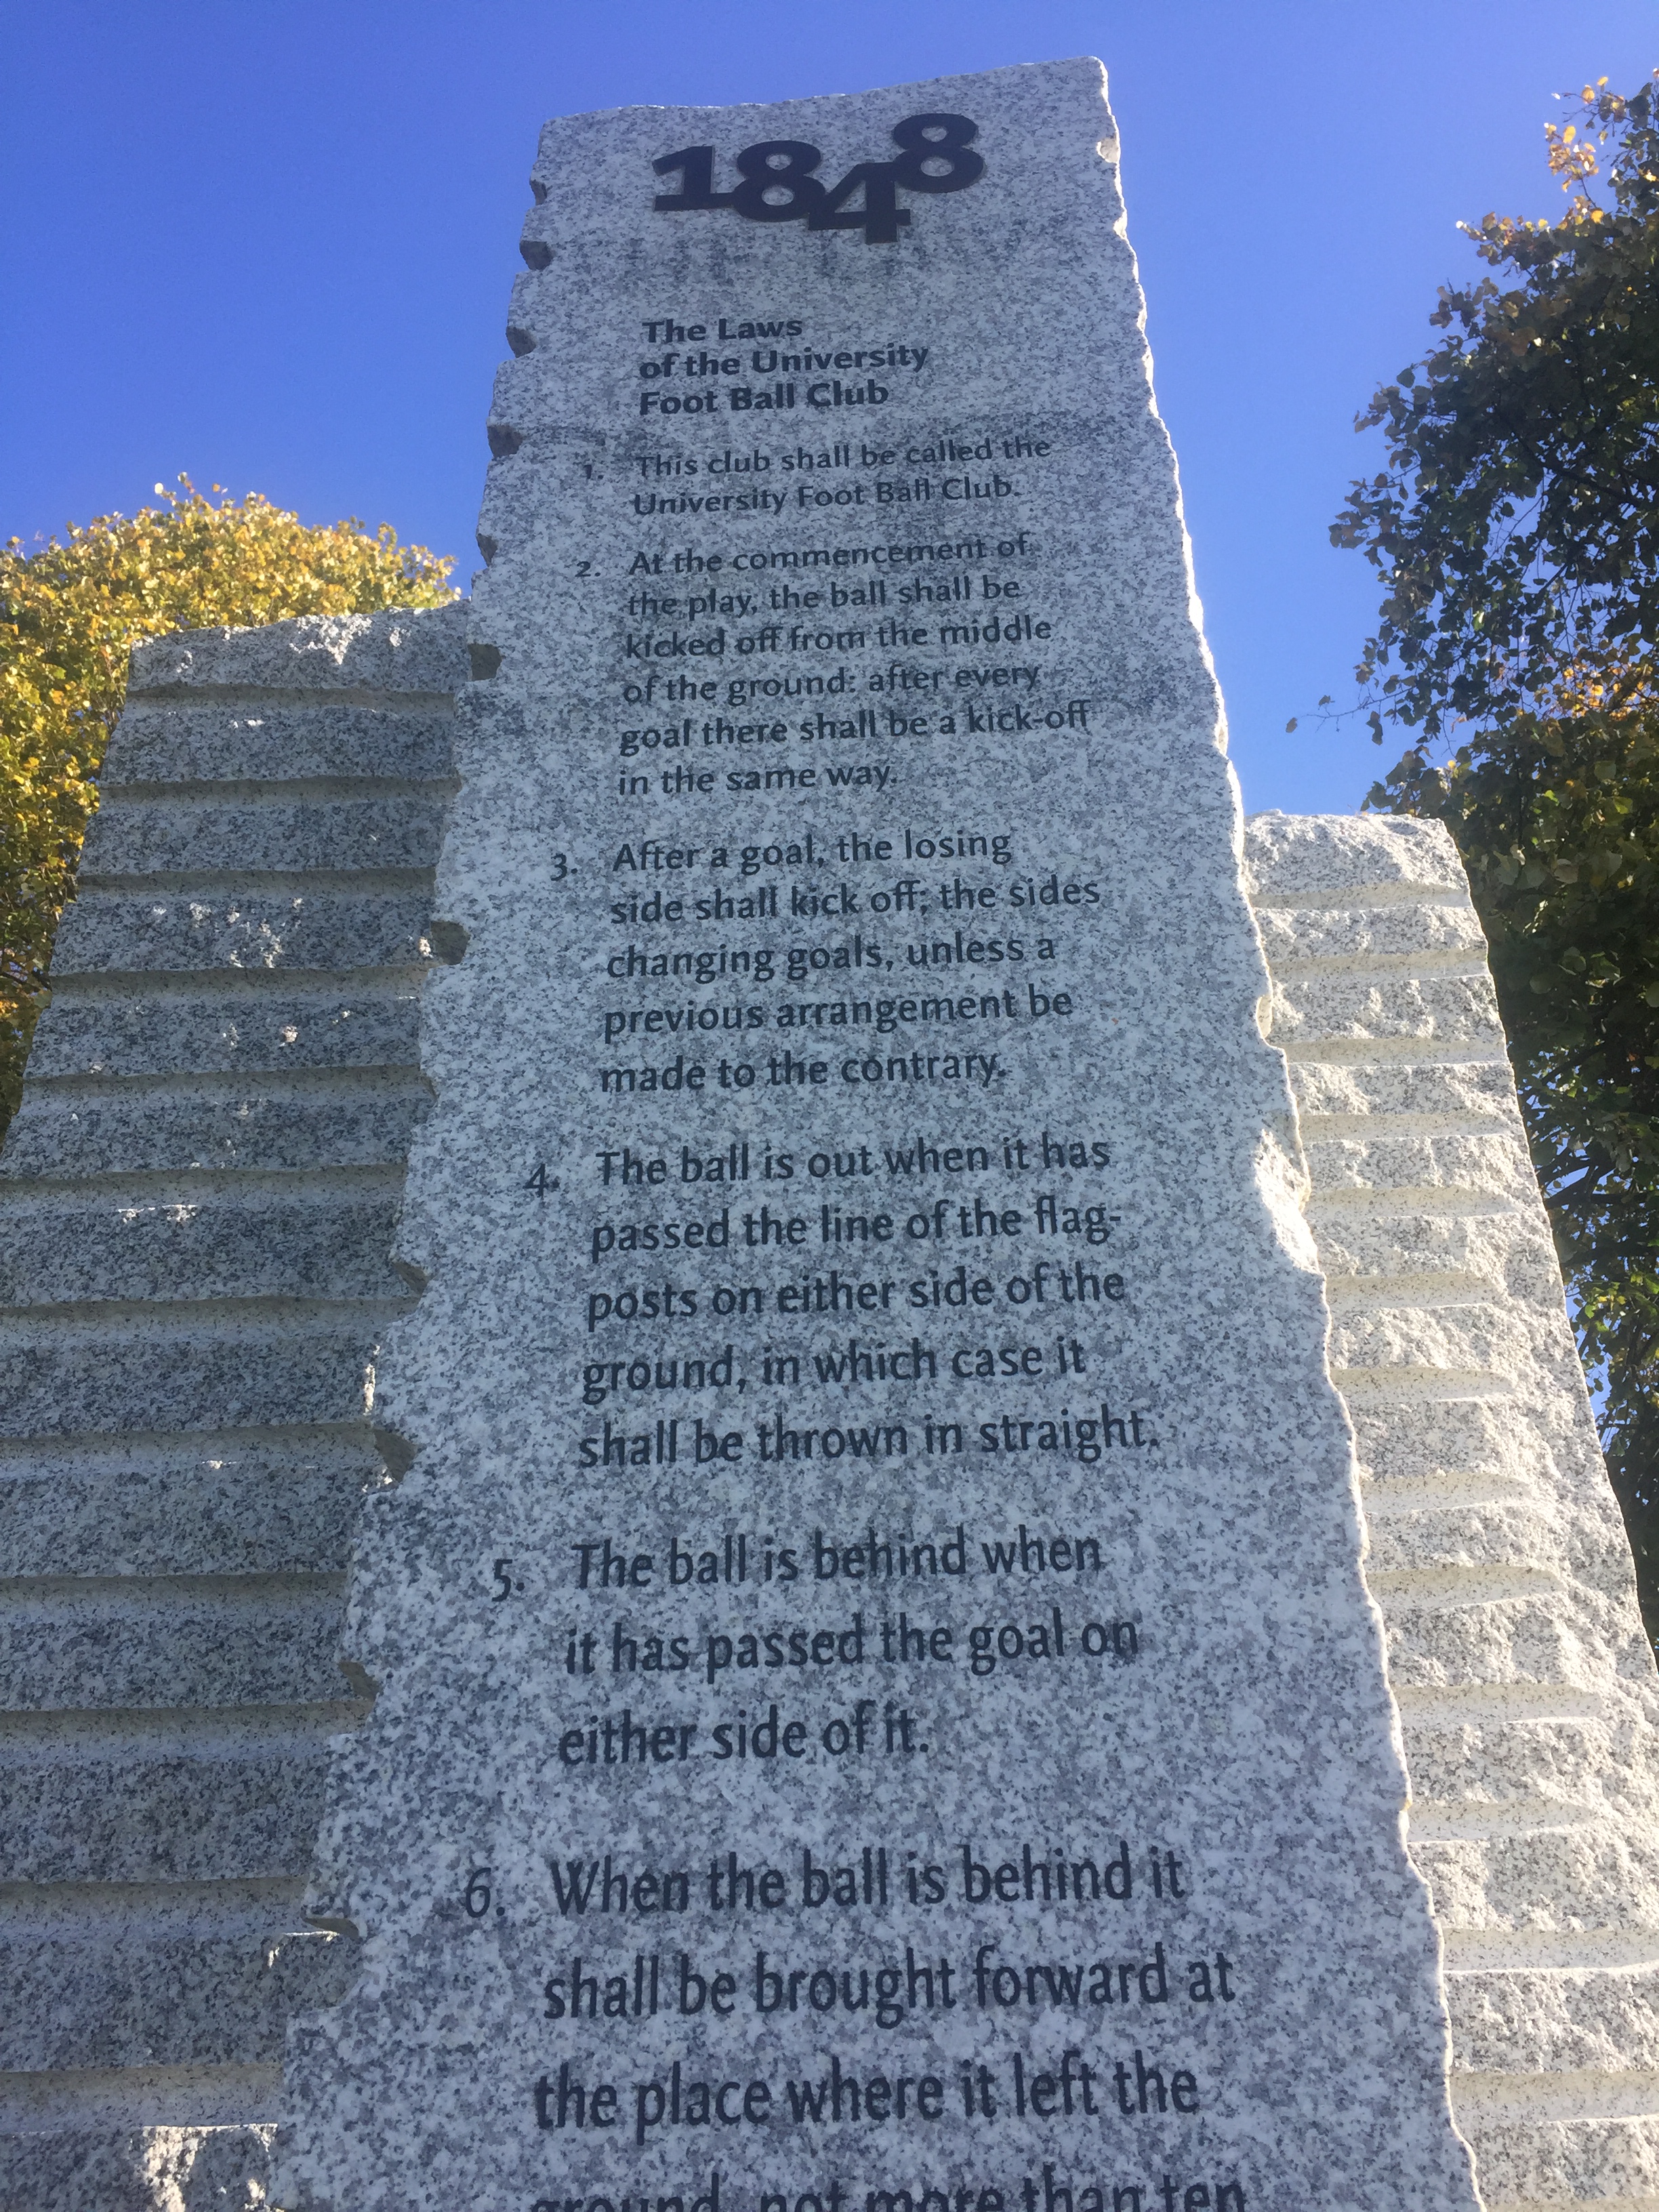 1848
The Laws
of the University
Foot Ball Club
1. This club shall be called the
University Foot Ball Club.
2. At the commencement of
the play, the ball shall be
kicked off from the middle
of the ground: after every
goal there shall be a kick-off
in the same way.
3. After a goal, the losing
side shall kick off; the sides
changing goals, unless a
previous arrangement be
made to the contrary.
4. The ball is out when it has
passed the line of the flag-
posts on either side of the
ground, in which case it
shall be thrown in straight.
5. The ball is behind when
it has passed the goal on
either side of it.
6. When the ball is behind it
shall be brought forward at
the place where it left the
ground, not more than ten